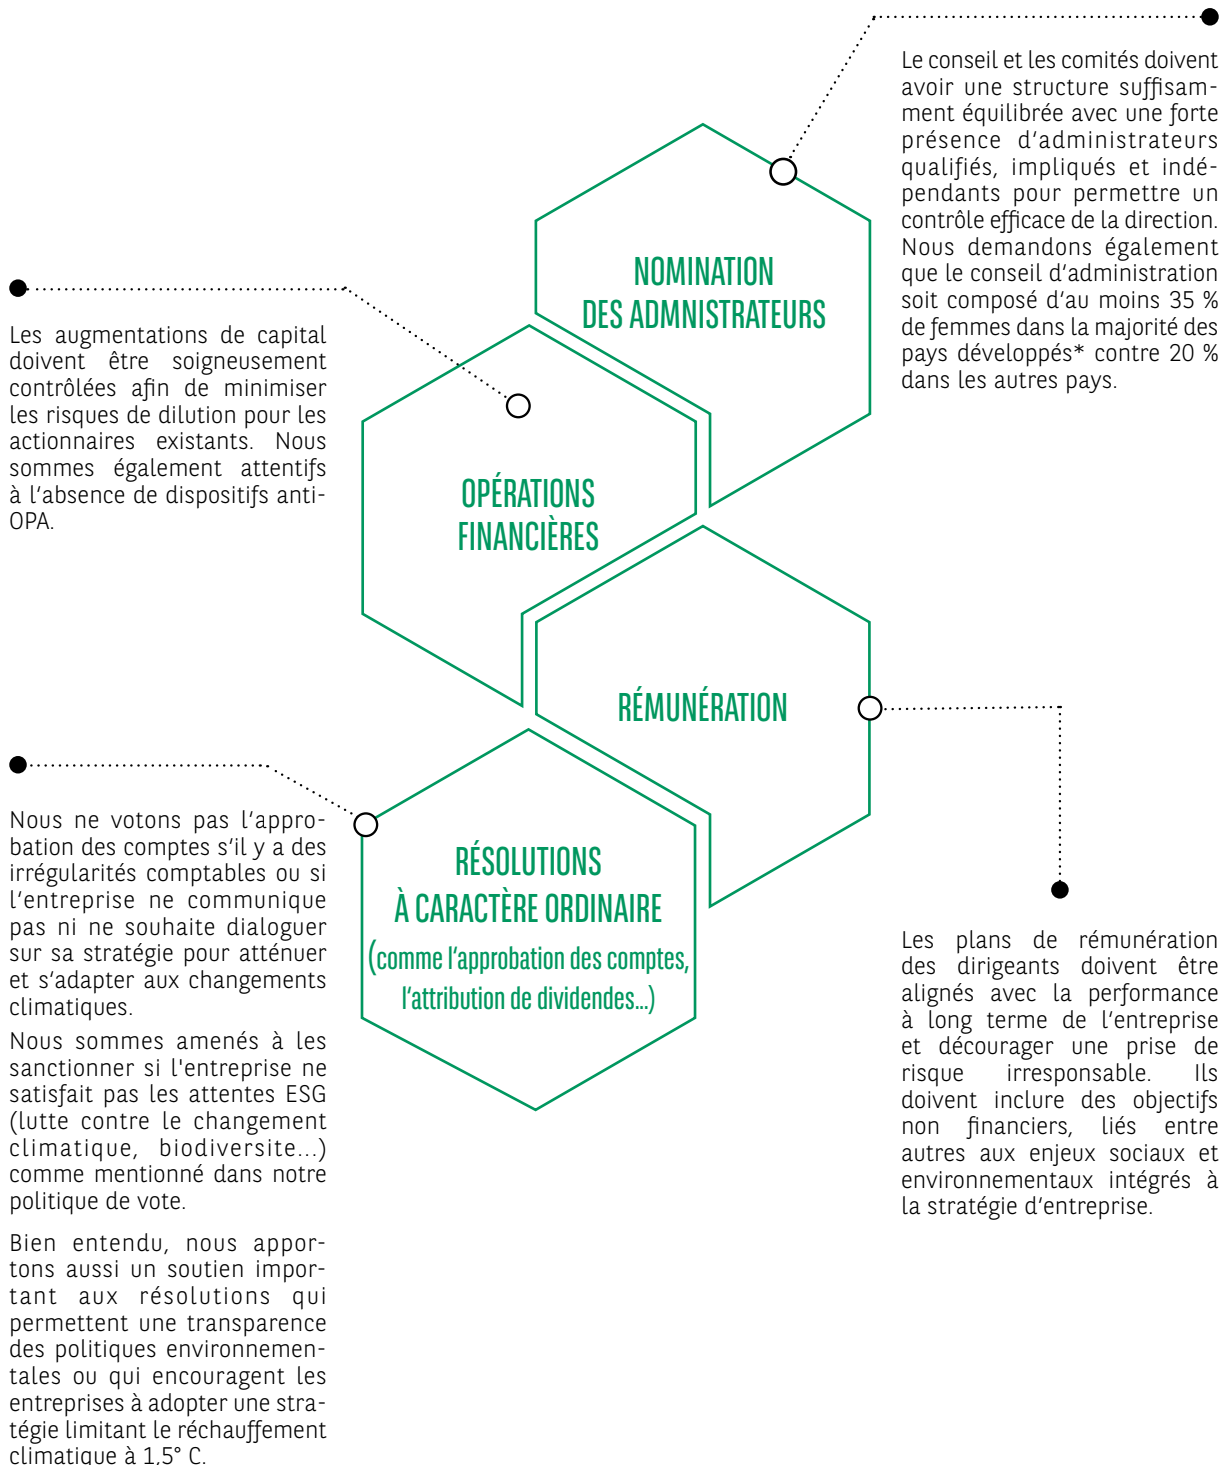 Le conseil et les comités doivent
avoir une structure suffisam-
ment équilibrée avec une forte
présence d'administrateurs
qualifiés, impliqués et indé-
pendants pour permettre un
contrôle efficace de la direction.
Nous demandons également
que le conseil d'administration
soit composé d'au moins 35 %
de femmes dans la majorité des
pays développés* contre 20 %
dans les autres pays.
NOMINATION
DES ADMNISTRATEURS
Les augmentations de capital
doivent être soigneusement
contrôlées afin de minimiser
les risques de dilution pour les
actionnaires existants. Nous
sommes également attentifs
à l'absence de dispositifs anti-
OPA.
OPÉRATIONS
FINANCIÈRES
RÉMUNÉRATION
Les plans de rémunération
des dirigeants doivent être
alignés avec la performance
à long terme de l'entreprise
et décourager une prise de
risque irresponsable. Ils
doivent inclure des objectifs
non financiers, liés entre
autres aux enjeux sociaux et
environnementaux intégrés à
la stratégie d'entreprise.
RÉSOLUTIONS
À CARACTÈRE ORDINAIRE
(comme l'approbation des comptes,
l'attribution de dividendes...)
Nous ne votons pas l'appro-
bation des comptes s'il y a des
irrégularités comptables ou si
l'entreprise ne communique
pas ni ne souhaite dialoguer
sur sa stratégie pour atténuer
et s'adapter aux changements
climatiques.
Nous sommes amenés à les
sanctionner si l'entreprise ne
satisfait pas les attentes ESG
(lutte contre le changement
climatique, biodiversite...)
comme mentionné dans notre
politique de vote.
Bien entendu, nous appor-
tons aussi un soutien impor-
tant aux résolutions qui
permettent une transparence
des politiques environnemen-
tales ou qui encouragent les
entreprises à adopter une stra-
tégie limitant le réchauffement
climatique à 1,5° C.